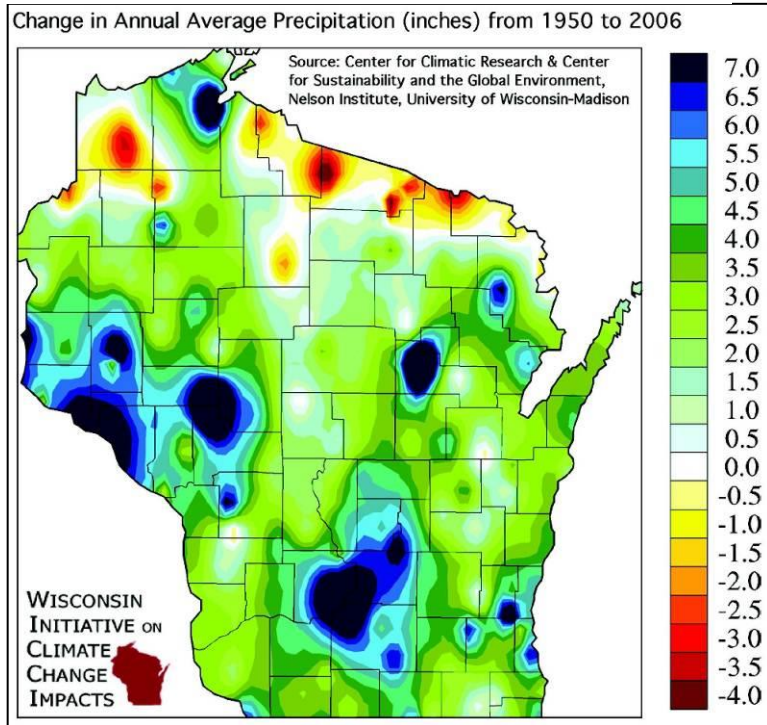 Change in Annual Average Precipitation (inches) from 1950 to 2006
Source: Center for Climatic Research & Center
for Sustainability and the Global Environment,
Nelson Institute, University of Wisconsin-Madison
7.0
6.5
6.0
5.5
5.0
4.5
4.0
3.5
3.0
2.5
2.0
1.5
1.0
0.5
0.0
-0.5
-1.0
-1.5
-2.0
-2.5
-3.0
-3.5
-4.0
WISCONSIN
INITIATIVE ON
CLIMATE
CHANGE
IMPACTS